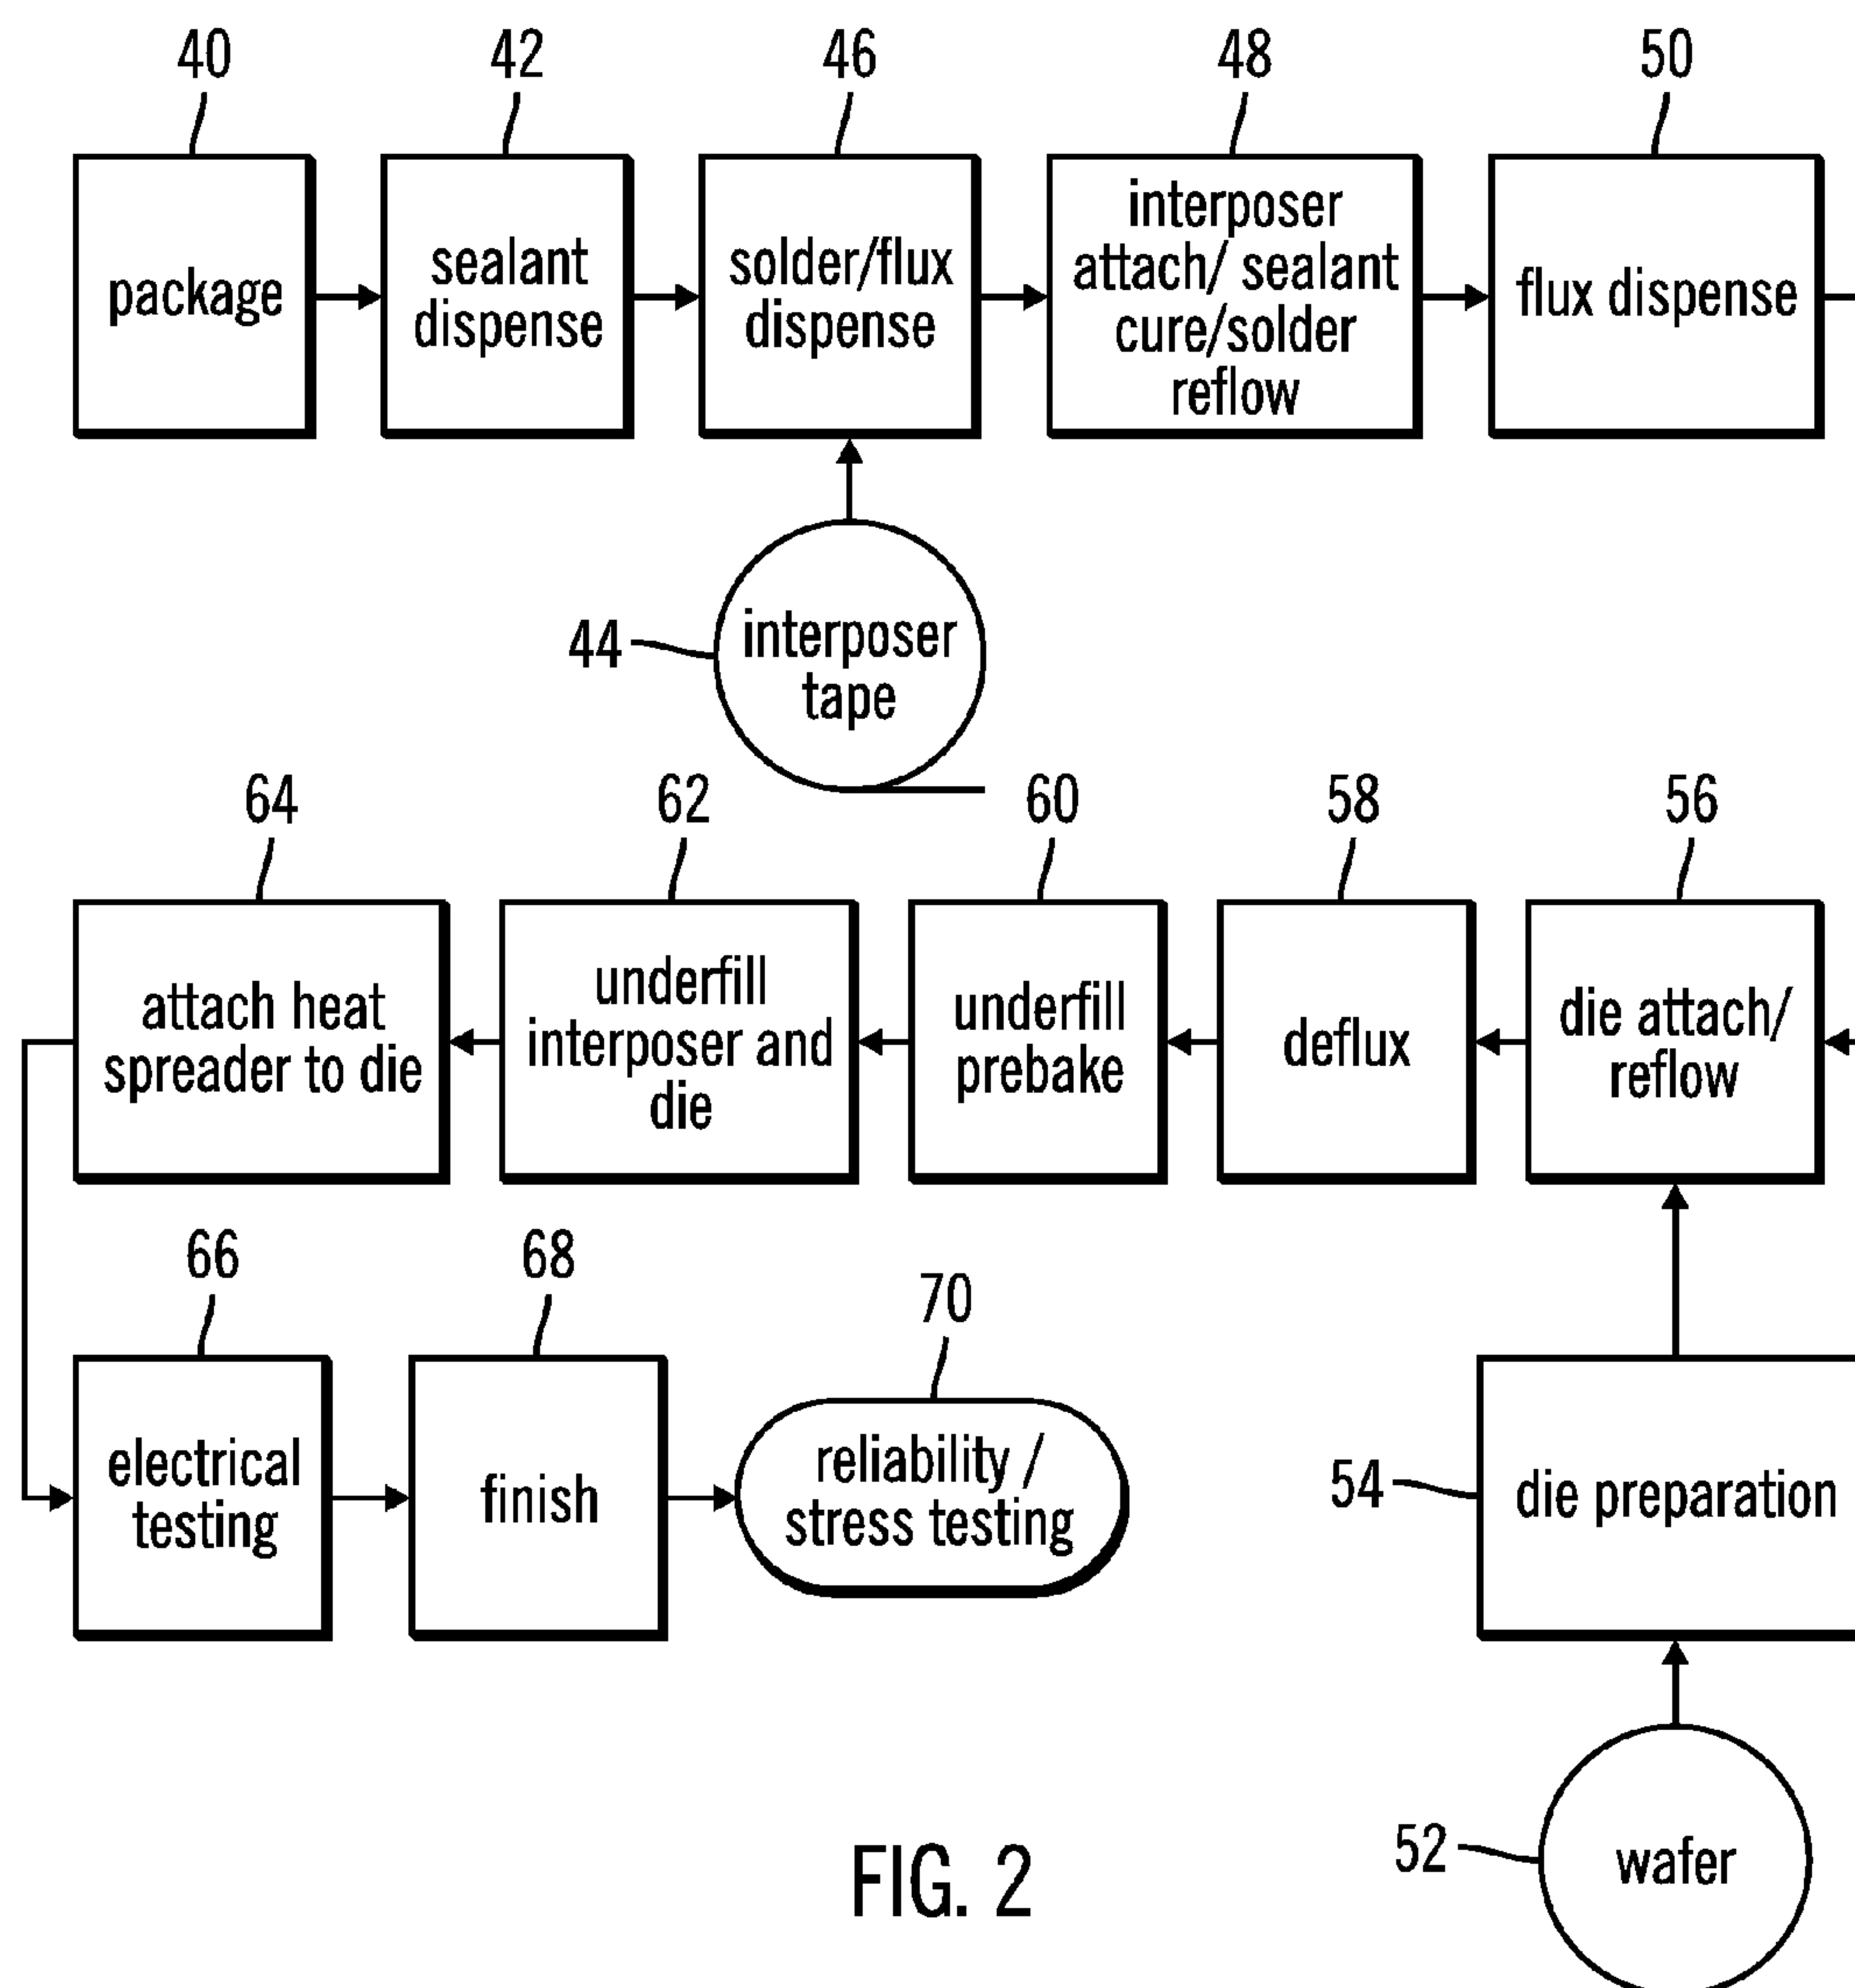 40
42
46
48
50
package
sealant
dispense
solder/flux
dispense
interposer
attach/ sealant
cure/solder
reflow
flux dispense
44
interposer
tape
64
62
60
58
56
attach heat
spreader to die
underfill
interposer and
die
underfill
prebake
deflux
die attach/
reflow
66
68
70
electrical
testing
finish
reliability /
stress testing
54
die preparation
52
wafer
FIG. 2